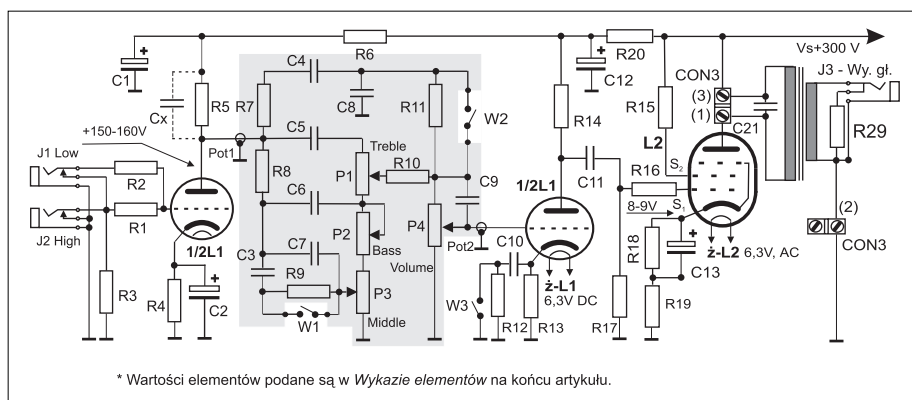 R6
R20
Vs+300 V
C1
C4
C12
CON3
J3 - Wy. gł.
R5
R7
C8
R11
W2
R14
R15
(3)
(1)
Cx
C21
L2
R29
+150-160V
C5
Treble
Pot1
J1 Low
R2
R8
P1
R10
C9
1/2L1
C11
R16
S2
S1
8-9V
C6
P4
R1
J2 High
P2
Bass
Pot2
(2)
1/2L1
C7
Volume
C10
R18
ż-L2
6,3V, AC
CON3
C3
R9
P3
ż-L1
6,3V DC
C13
R3
R4
C2
W1
Middle
W3
R12
R13
R17
R19
* Wartości elementów podane są w Wykazie elementów na końcu artykułu.